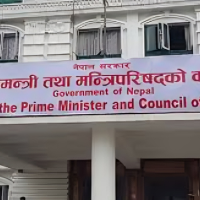 नेपाल सरकार
मन्त्री तथा मन्त्रिपरिषद्को
Government of Nepal
the Prime Minister and Council of